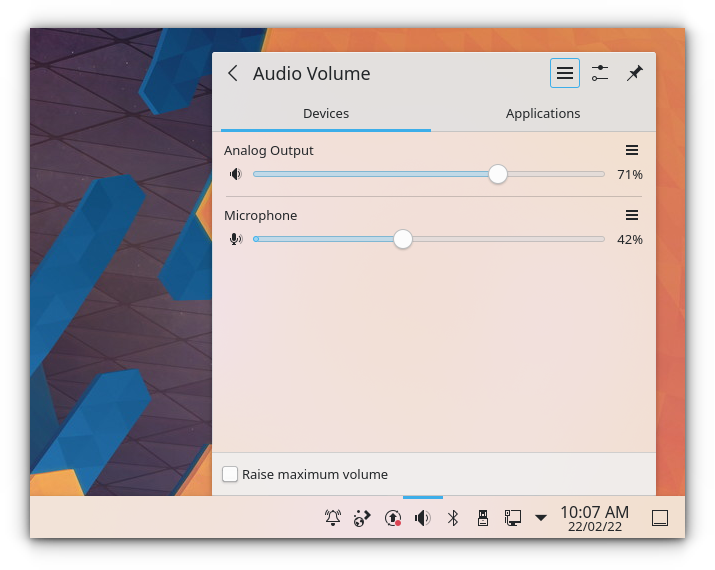 Audio Volume
Devices
Applications
Analog Output
71%
Microphone
42%
Raise maximum volume
10:07 AM
22/02/22